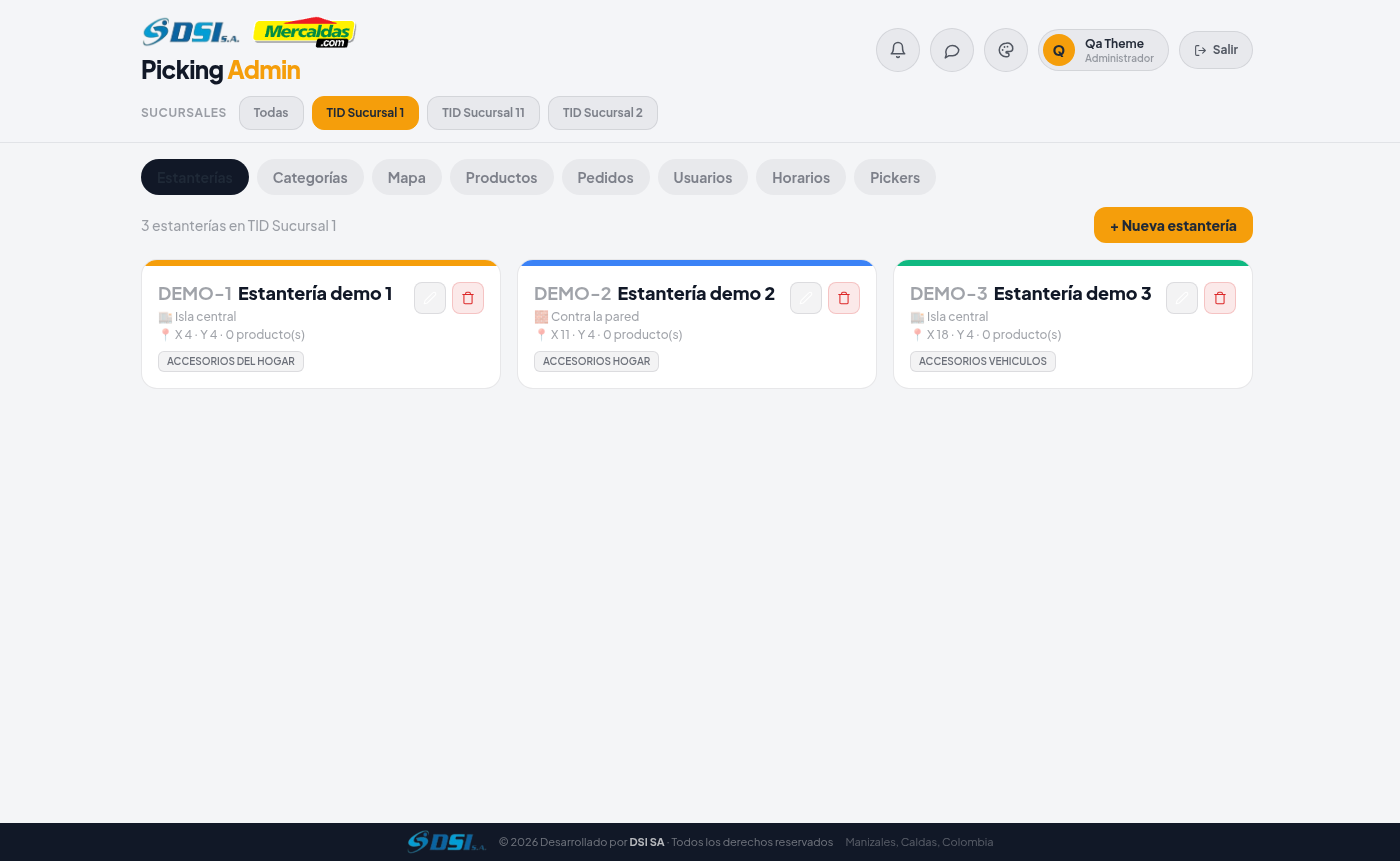 DSI S.A.
Mercaldas
.com
Picking Admin
Q
Qa Theme
Administrador
Salir
SUCURSALES
Todas
TID Sucursal 1
TID Sucursal 11
TID Sucursal 2
Estanterías
Categorías
Mapa
Productos
Pedidos
Usuarios
Horarios
Pickers
3 estanterías en TID Sucursal 1
+ Nueva estantería
DEMO-1 Estantería demo 1
Isla central
X 4 · Y 4 · 0 producto(s)
ACCESORIOS DEL HOGAR
DEMO-2 Estantería demo 2
Contra la pared
X 11 · Y 4 · 0 producto(s)
ACCESORIOS HOGAR
DEMO-3 Estantería demo 3
Isla central
X 18 · Y 4 · 0 producto(s)
ACCESORIOS VEHICULOS
DSI S.A.
© 2026 Desarrollado por DSI SA · Todos los derechos reservados
Manizales, Caldas, Colombia